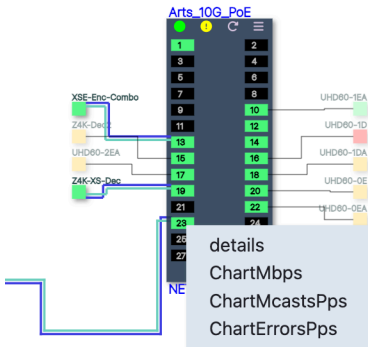 Arts_10G_PoE
!
1 2
3 4
5 6
7 8
9 10
11 12
13 14
15 16
17 18
19 20
21 22
23 24
25
27
NE
XSE-Enc-Combo
Z4K-Dec2
UHD60-2EA
Z4K-XS-Dec
UHD60-1EA
UHD60-1D
UHD60-1DA
UHD60-0E
UHD60-0EA
details
ChartMbps
ChartMcastsPps
ChartErrorsPps